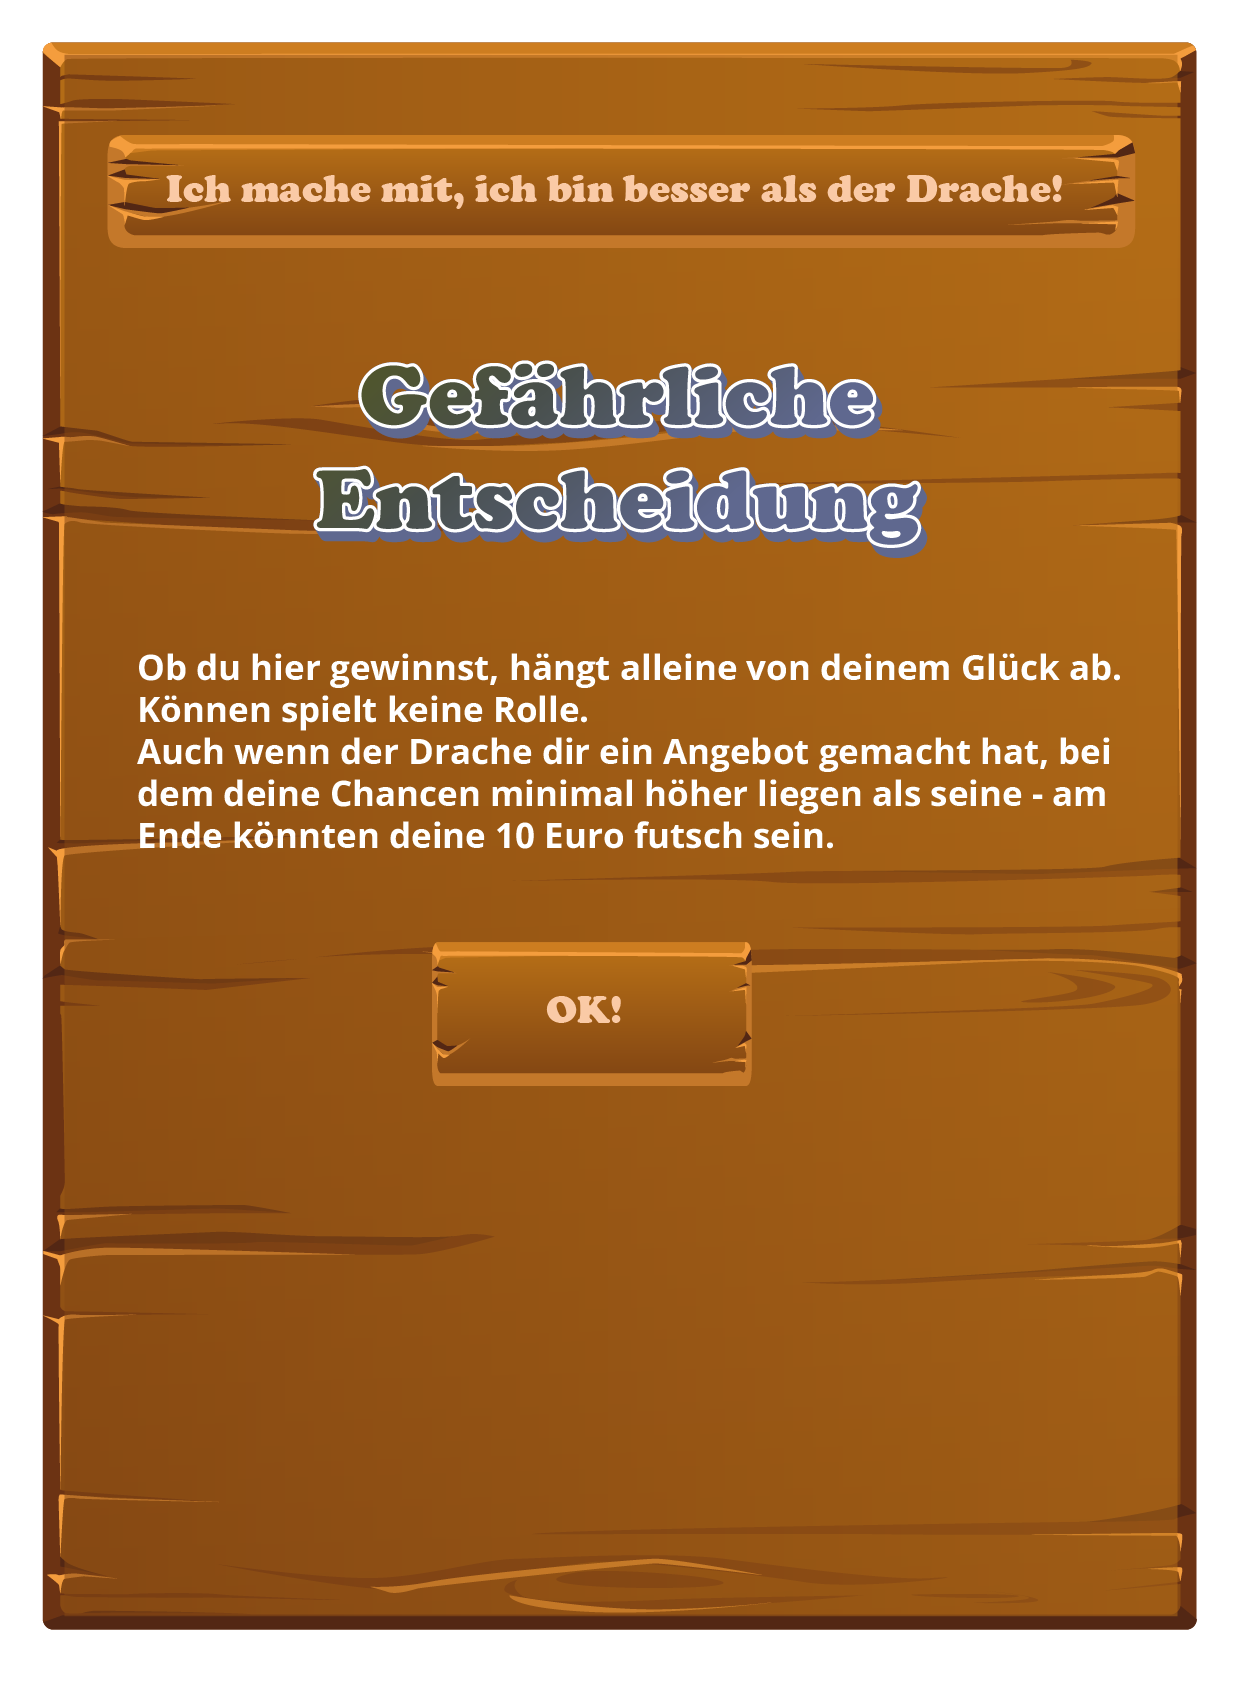 Ich mache mit, ich bin besser als der Drache!
Gefährliche
Entscheidung
Ob du hier gewinnst, hängt alleine von deinem Glück ab.
Können spielt keine Rolle.
Auch wenn der Drache dir ein Angebot gemacht hat, bei
dem deine Chancen minimal höher liegen als seine - am
Ende könnten deine 10 Euro futsch sein.
OK!